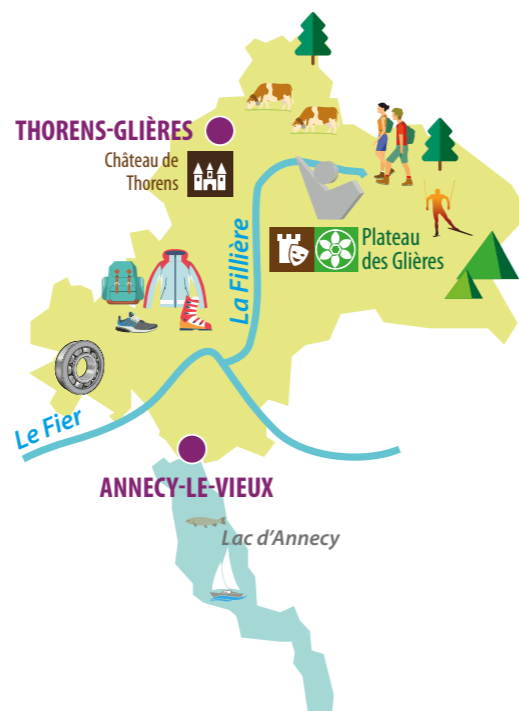 THORENS-GLIÈRES
Château de
Thorens
La Fillière
Plateau
des Glières
Le Fier
ANNECY-LE-VIEUX
Lac d’Annecy